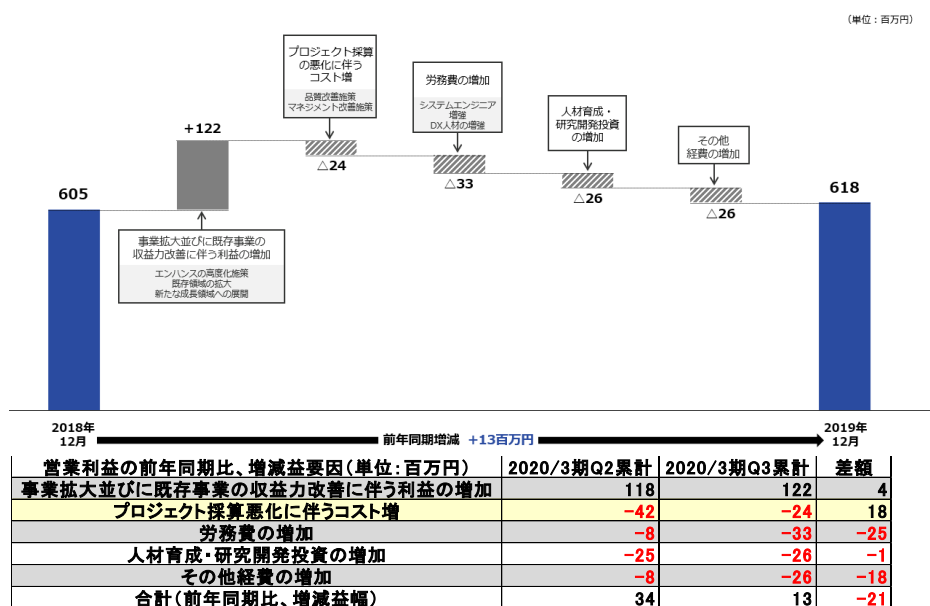 （単位：百万円）
プロジェクト採算
の悪化に伴う
コスト増
品質改善施策
マネジメント改善施策
労務費の増加
システムエンジニア
増強
DX人材の増強
人材育成・
研究開発投資
の増加
その他
経費の増加
+122
△24
△33
△26
△26
605
618
事業拡大並びに既存事業の
収益力改善に伴う利益の増加
エンハンスの高度化施策
既存領域の拡大
新たな成長領域への展開
2018年
12月
前年同期増減 +13百万円
2019年
12月
営業利益の前年同期比、増減益要因（単位：百万円） 2020/3期Q2累計 2020/3期Q3累計 差額
事業拡大並びに既存事業の収益力改善に伴う利益の増加 118 122 4
プロジェクト採算悪化に伴うコスト増 -42 -24 18
労務費の増加 -8 -33 -25
人材育成・研究開発投資の増加 -25 -26 -1
その他経費の増加 -8 -26 -18
合計（前年同期比、増減益幅） 34 13 -21